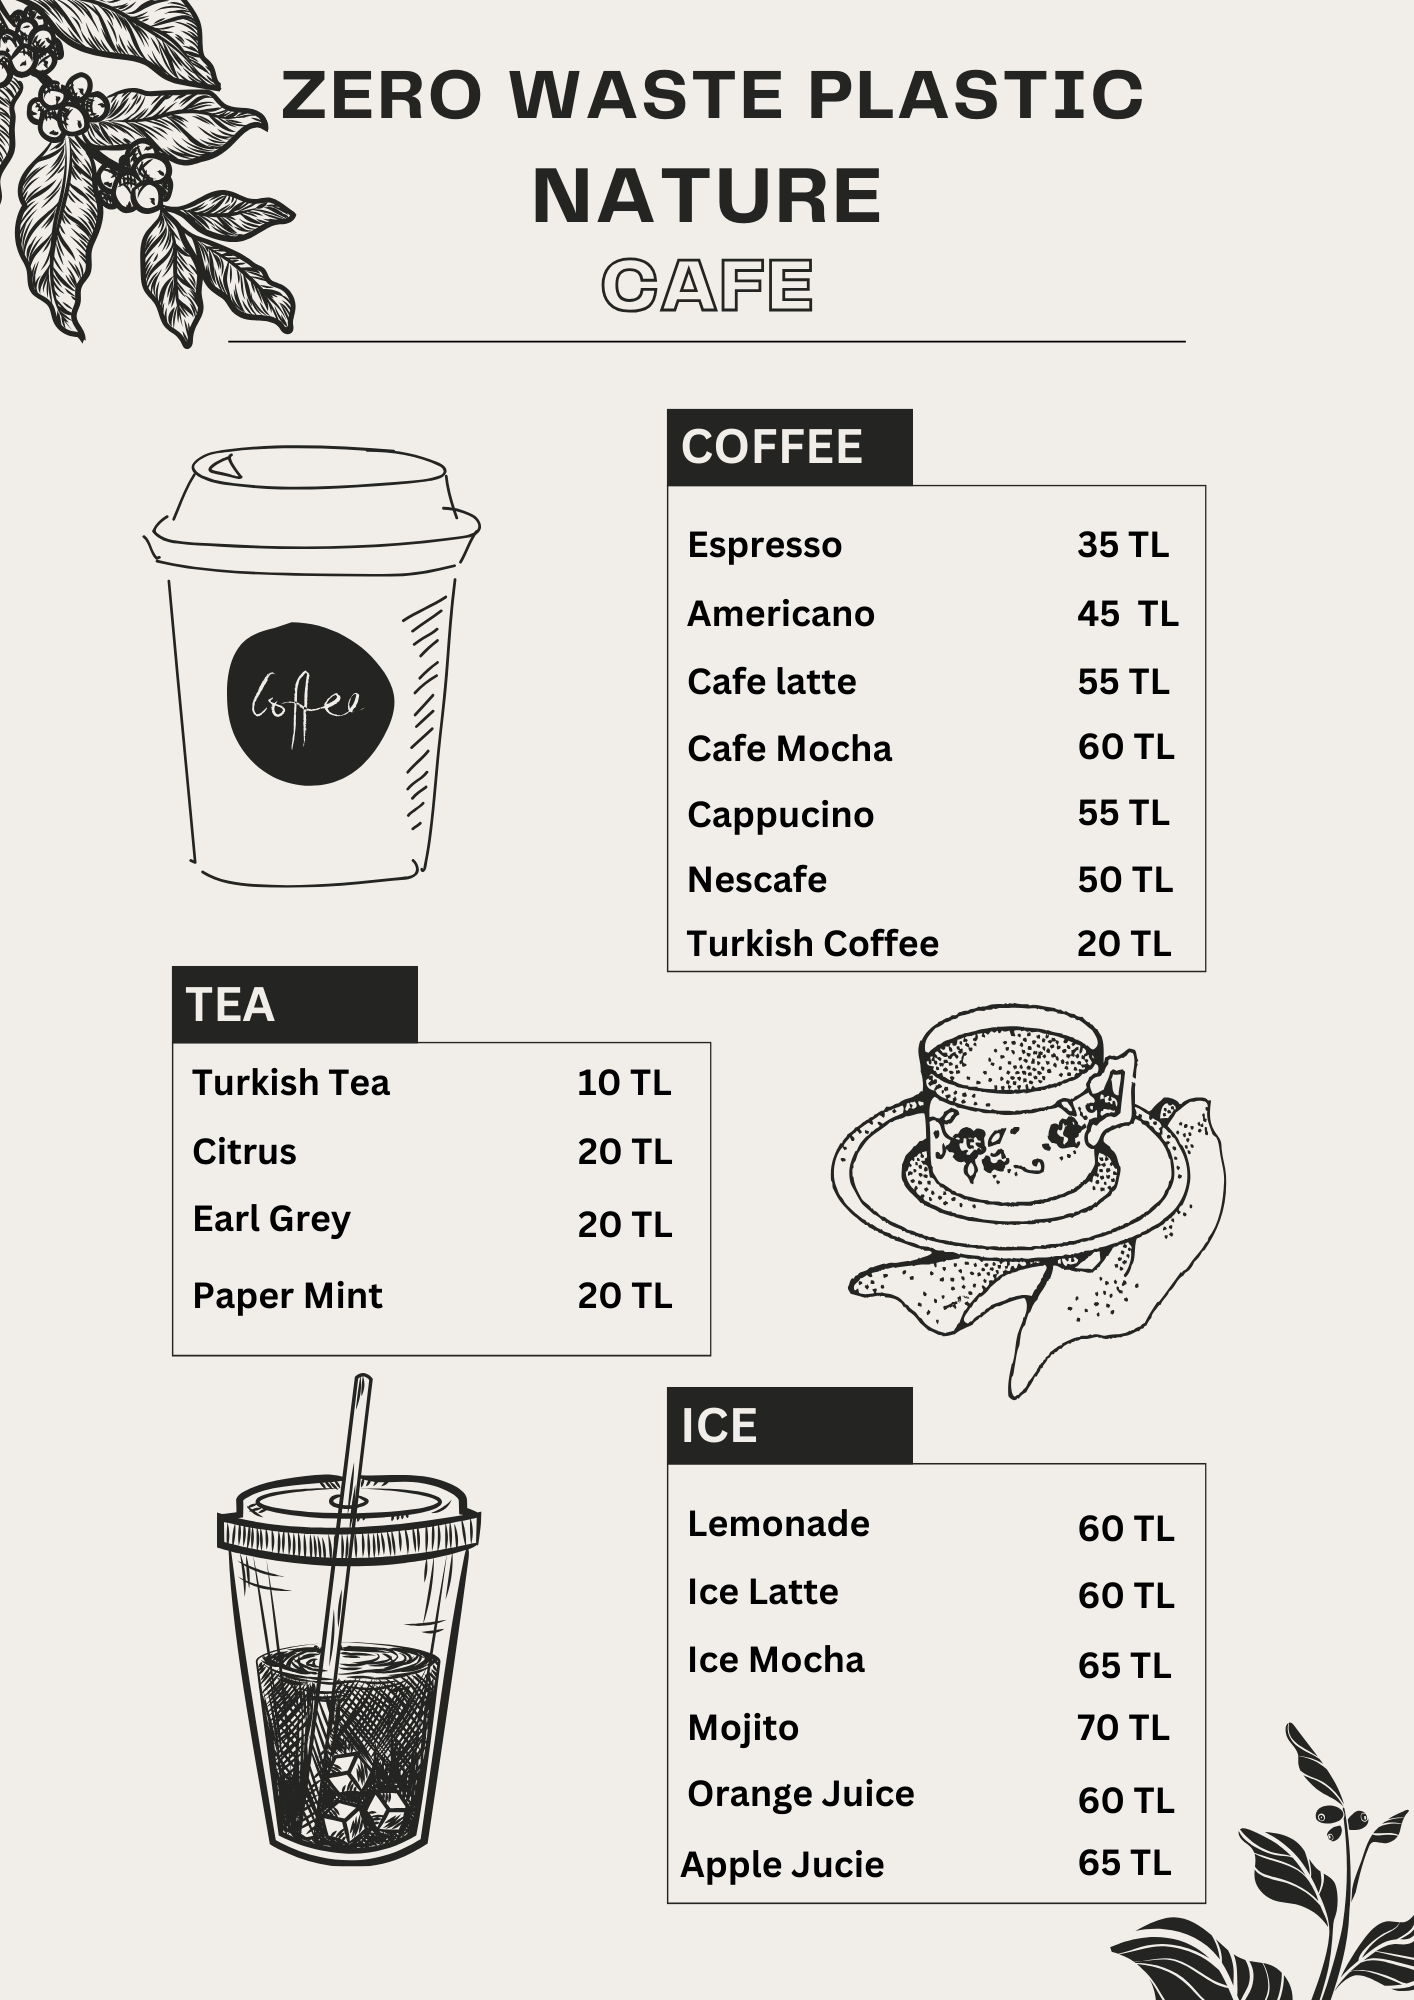 ZERO WASTE PLASTIC
NATURE
CAFE
COFFEE
Espresso 35 TL
Americano 45 TL
Cafe latte 55 TL
Cafe Mocha 60 TL
Cappucino 55 TL
Nescafe 50 TL
Turkish Coffee 20 TL
Coffee
TEA
Turkish Tea 10 TL
Citrus 20 TL
Earl Grey 20 TL
Paper Mint 20 TL
ICE
Lemonade 60 TL
Ice Latte 60 TL
Ice Mocha 65 TL
Mojito 70 TL
Orange Juice 60 TL
Apple Jucie 65 TL